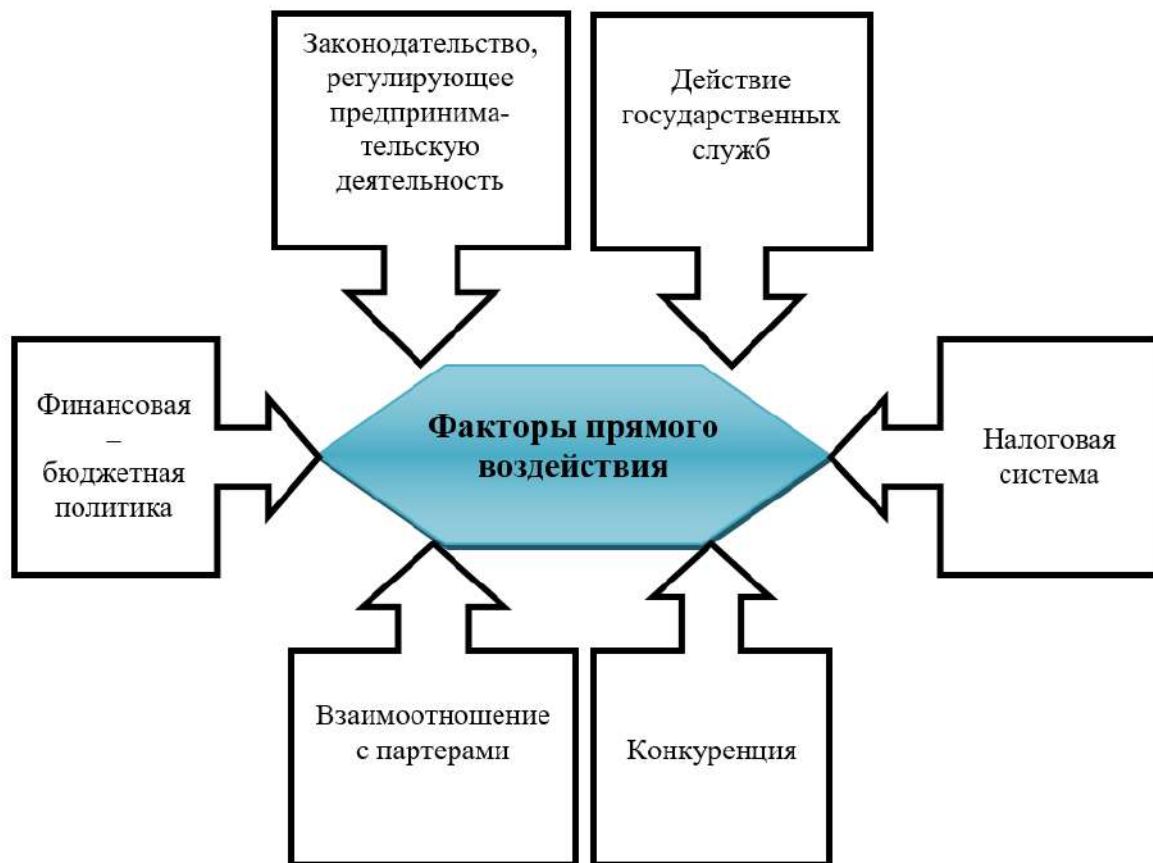 Законодательство,
регулирующее
предпринима-
тельскую
деятельность
Действие
государственных
служб
Финансовая
–
бюджетная
политика
Факторы прямого
воздействия
Налоговая
система
Взаимоотношение
с партерами
Конкуренция